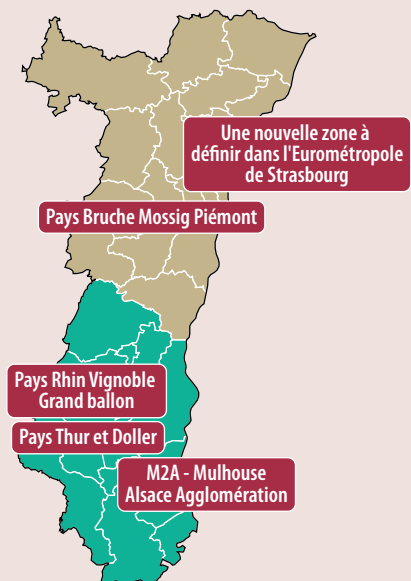 Une nouvelle zone à
définir dans l'Eurométropole
de Strasbourg
Pays Bruche Mossig Piémont
Pays Rhin Vignoble
Grand ballon
Pays Thur et Doller
M2A - Mulhouse
Alsace Agglomération